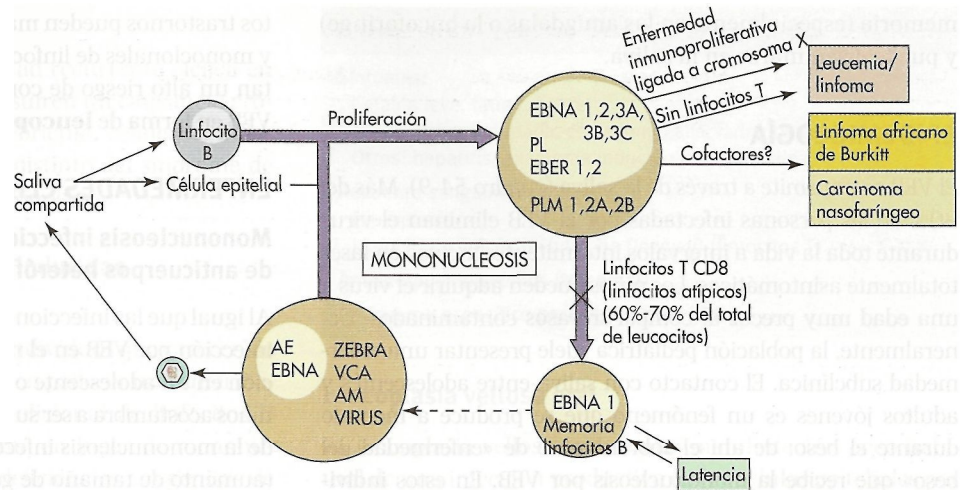 Enfermedad
inmunoproliferativa
ligada a cromosoma X
Leucemia/
linfoma
Sin linfocitos T
Linfocito
B
Proliferación
EBNA 1,2,3A,
3B,3C
PL
EBER 1,2
PLM 1,2A,2B
Cofactores?
Linfoma africano
de Burkitt
Carcinoma
nasofaríngeo
Saliva
compartida
Célula epitelial
MONONUCLEOSIS
Linfocitos T CD8
(linfocitos atípicos)
(60%-70% del total
de leucocitos)
AE
EBNA
ZEBRA
VCA
AM
VIRUS
EBNA 1
Memoria
linfocitos B
Latencia